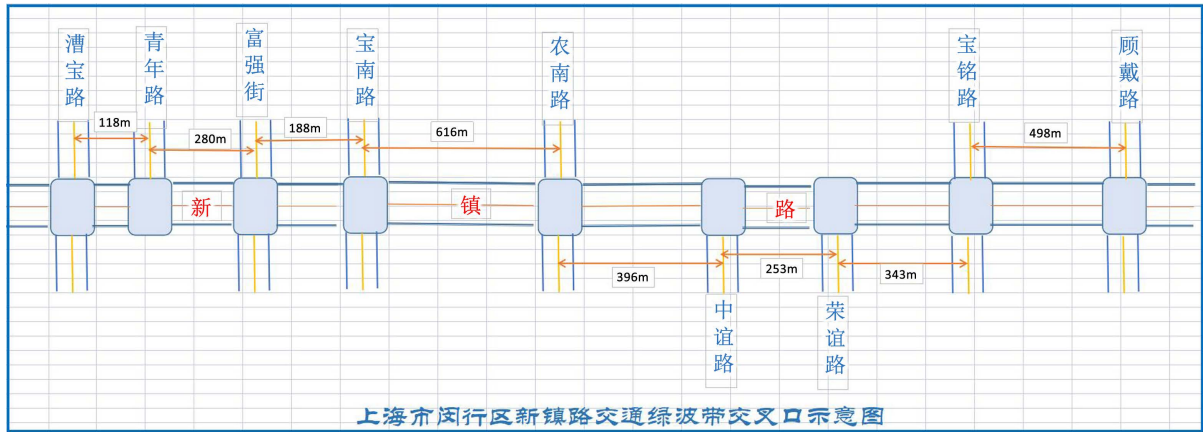 漕宝路
青年路
富强街
宝南路
农南路
宝铭路
顾戴路
118m
280m
188m
616m
498m
新
镇
路
396m
253m
343m
中谊路
荣谊路
上海市闵行区新镇路交通绿波带交叉口示意图